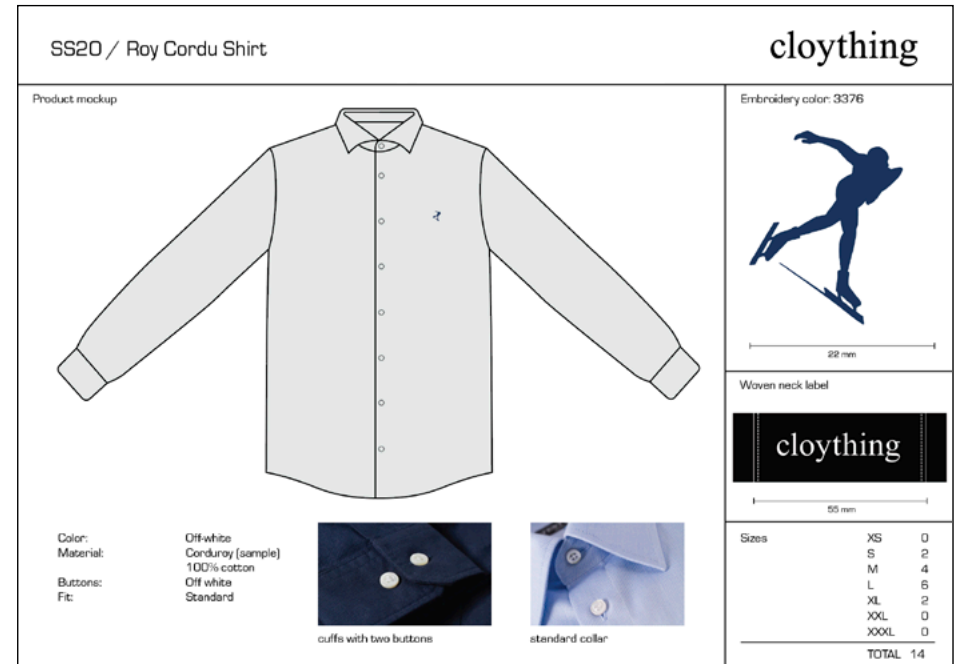 SS20 / Roy Cordu Shirt
cloything
Product mockup
Embroidery color: 3376
22 mm
Woven neck label
cloything
55 mm
Color: Off-white
Material: Corduroy (sample)
100% cotton
Buttons: Off white
Fit: Standard
cuffs with two buttons
standard collar
Sizes XS 0
S 2
M 4
L 6
XL 2
XXL 0
XXXL 0
TOTAL 14